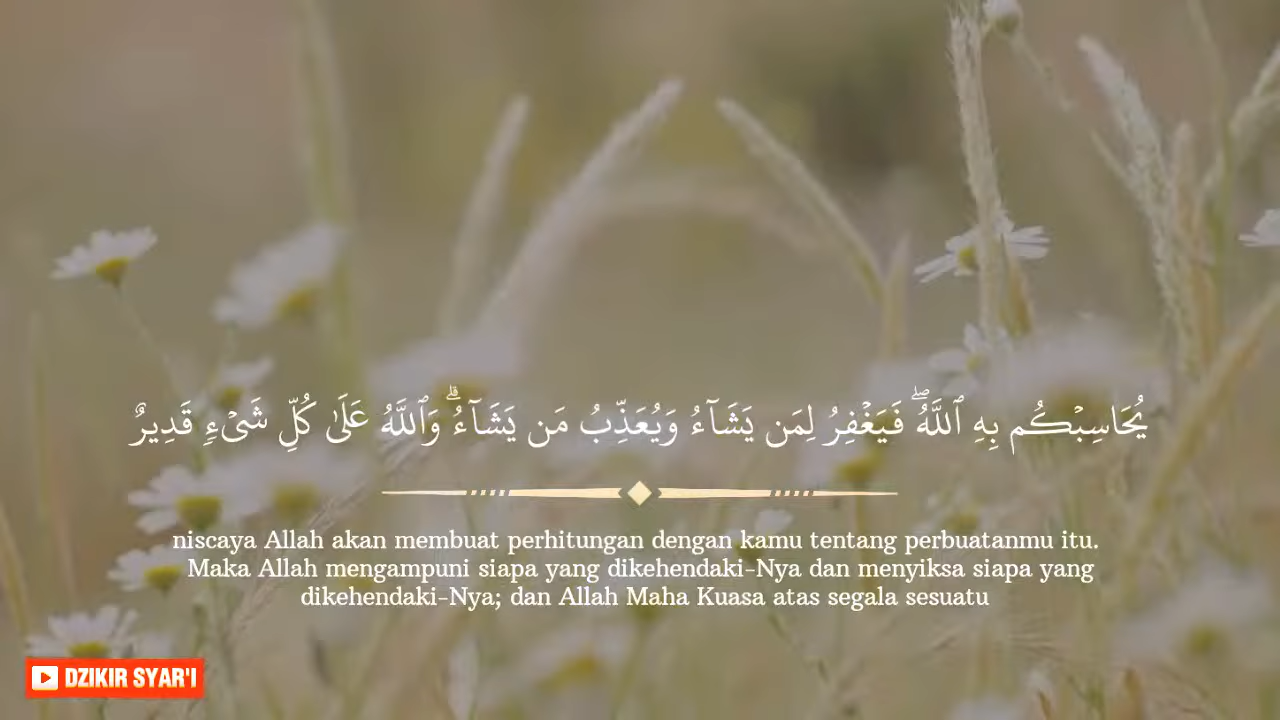 يُحَاسِبْكُم بِهِ ٱللَّهُ ۖ فَيَغْفِرُ لِمَن يَشَآءُ وَيُعَذِّبُ مَن يَشَآءُ ۗ وَٱللَّهُ عَلَىٰ كُلِّ شَىْءٍ قَدِيرٌ
niscaya Allah akan membuat perhitungan dengan kamu tentang perbuatanmu itu.
Maka Allah mengampuni siapa yang dikehendaki-Nya dan menyiksa siapa yang
dikehendaki-Nya; dan Allah Maha Kuasa atas segala sesuatu
DZIKIR SYAR'I